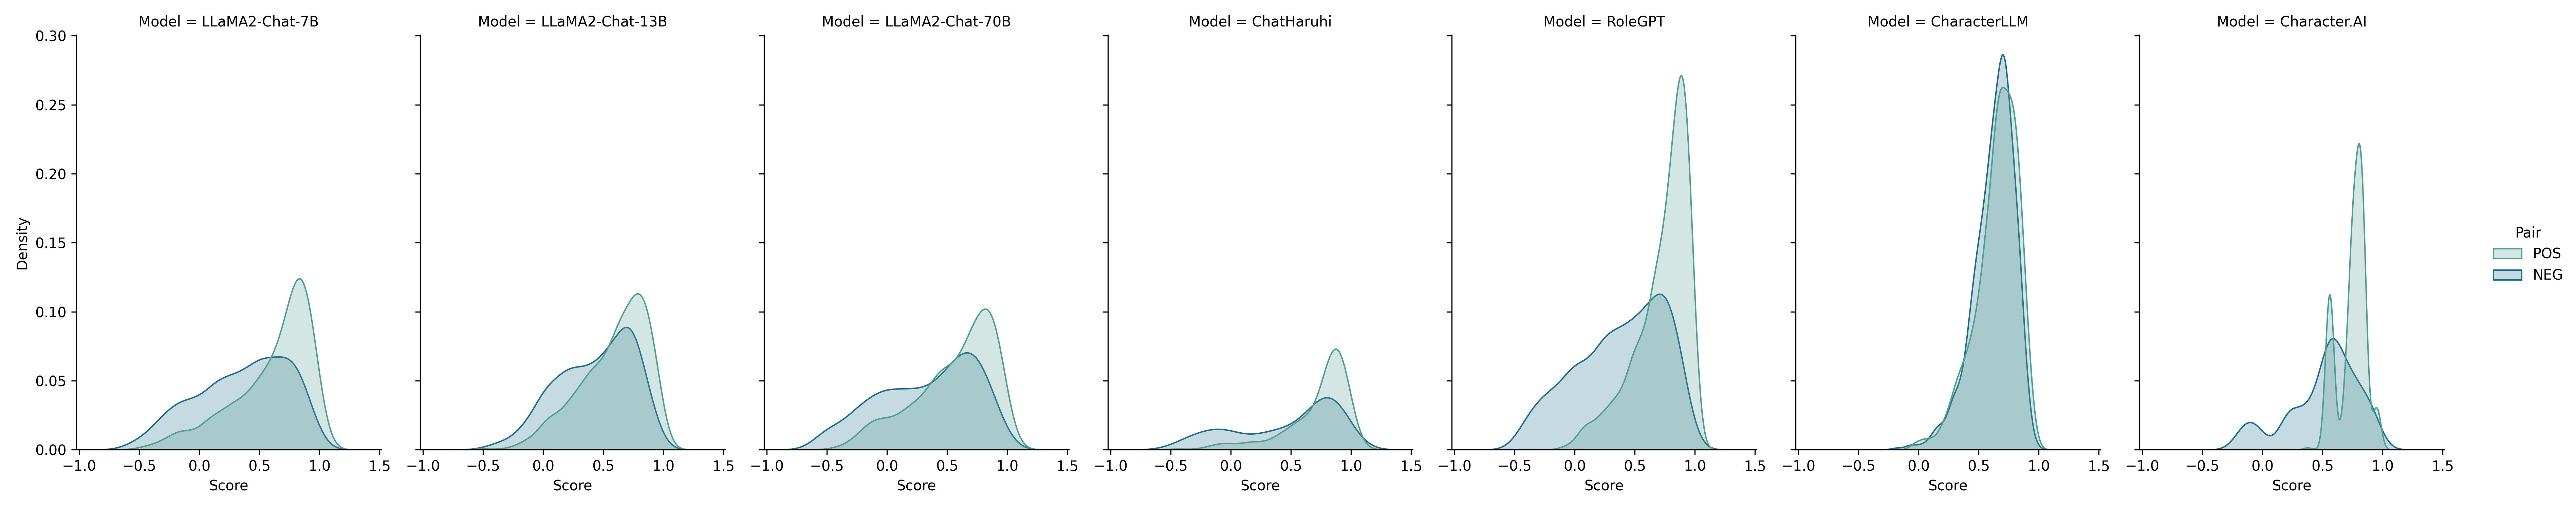 Model = LLaMA2-Chat-7B
Model = LLaMA2-Chat-13B
Model = LLaMA2-Chat-70B
Model = ChatHaruhi
Model = RoleGPT
Model = CharacterLLM
Model = Character.AI
0.30
0.25
0.20
0.15
0.10
0.05
0.00
Density
−1.0 −0.5 0.0 0.5 1.0 1.5
−1.0 −0.5 0.0 0.5 1.0 1.5
−1.0 −0.5 0.0 0.5 1.0 1.5
−1.0 −0.5 0.0 0.5 1.0 1.5
−1.0 −0.5 0.0 0.5 1.0 1.5
−1.0 −0.5 0.0 0.5 1.0 1.5
−1.0 −0.5 0.0 0.5 1.0 1.5
Score
Score
Score
Score
Score
Score
Score
Pair
POS
NEG